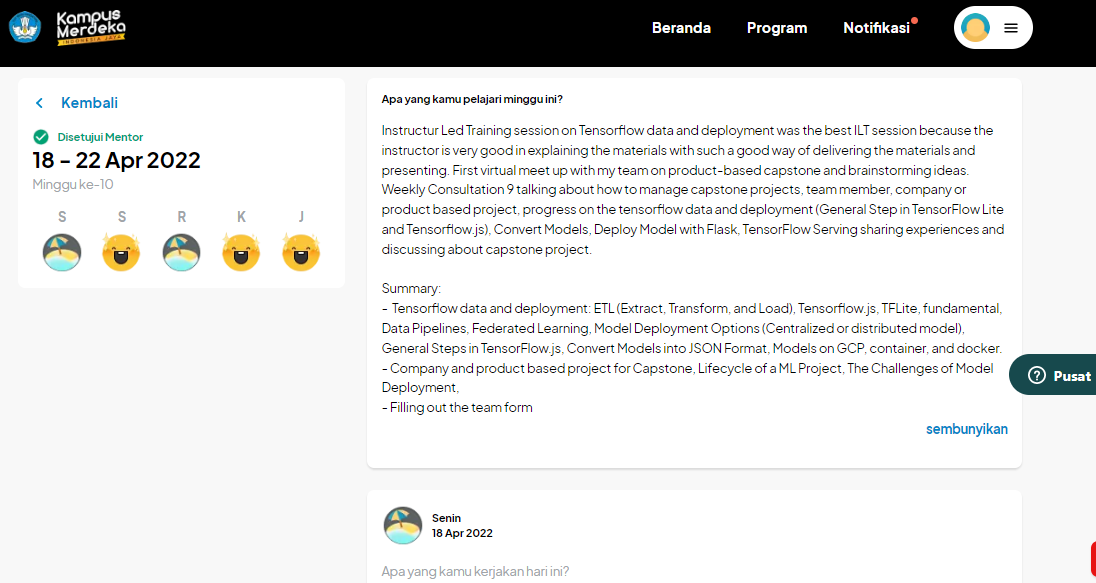 Kampus
Merdeka
INDONESIA JAYA
Beranda
Program
Notifikasi
Kembali
Disetujui Mentor
18 - 22 Apr 2022
Minggu ke-10
S S R K J
Apa yang kamu pelajari minggu ini?
Instructur Led Training session on Tensorflow data and deployment was the best ILT session because the
instructor is very good in explaining the materials with such a good way of delivering the materials and
presenting. First virtual meet up with my team on product-based capstone and brainstorming ideas.
Weekly Consultation 9 talking about how to manage capstone projects, team member, company or
product based project, progress on the tensorflow data and deployment (General Step in TensorFlow Lite
and Tensorflow.js), Convert Models, Deploy Model with Flask, TensorFlow Serving sharing experiences and
discussing about capstone project.
Summary:
- Tensorflow data and deployment: ETL (Extract, Transform, and Load), Tensorflow.js, TFLite, fundamental,
Data Pipelines, Federated Learning, Model Deployment Options (Centralized or distributed model),
General Steps in TensorFlow.js, Convert Models into JSON Format, Models on GCP, container, and docker.
- Company and product based project for Capstone, Lifecycle of a ML Project, The Challenges of Model
Deployment,
- Filling out the team form
sembunyikan
Pusat
Senin
18 Apr 2022
Apa yang kamu kerjakan hari ini?